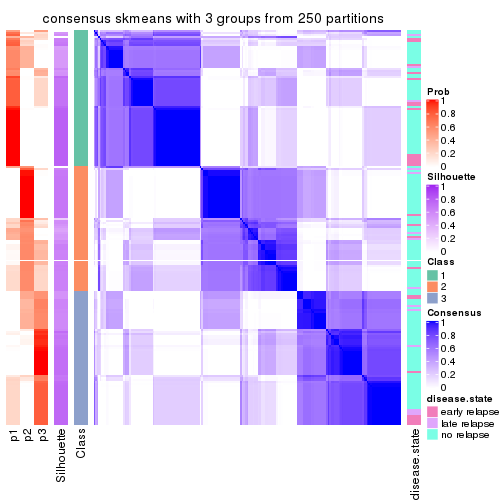 consensus skmeans with 3 groups from 250 partitions
Prob
1
0.8
0.6
0.4
0.2
0
Silhouette
1
0.8
0.6
0.4
0.2
0
Class
1
2
3
Consensus
1
0.8
0.6
0.4
0.2
0
disease.state
early relapse
late relapse
no relapse
p1
p2
p3
Silhouette
Class
disease.state